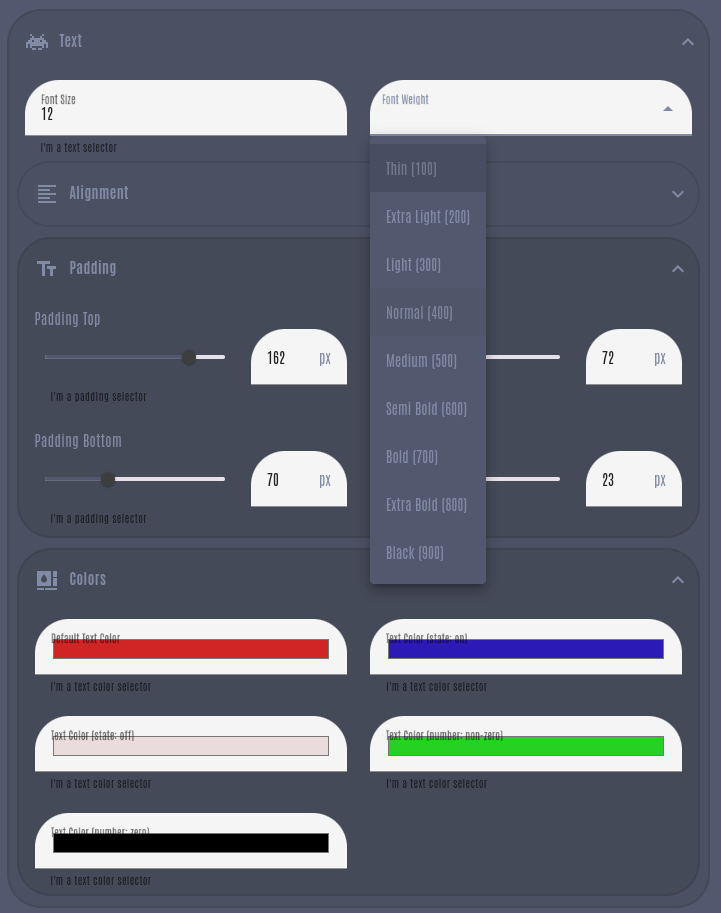 Text
Font Size
12
I'm a text selector
Font Weight
Thin (100)
Extra Light (200)
Light (300)
Normal (400)
Medium (500)
Semi Bold (600)
Bold (700)
Extra Bold (800)
Black (900)
Alignment
Padding
Padding Top
162 px
72 px
I'm a padding selector
Padding Bottom
70 px
23 px
I'm a padding selector
Colors
Default Text Color
I'm a text color selector
Text Color (state: on)
I'm a text color selector
Text Color (state: off)
I'm a text color selector
Text Color (number: non-zero)
I'm a text color selector
Text Color (number: zero)
I'm a text color selector